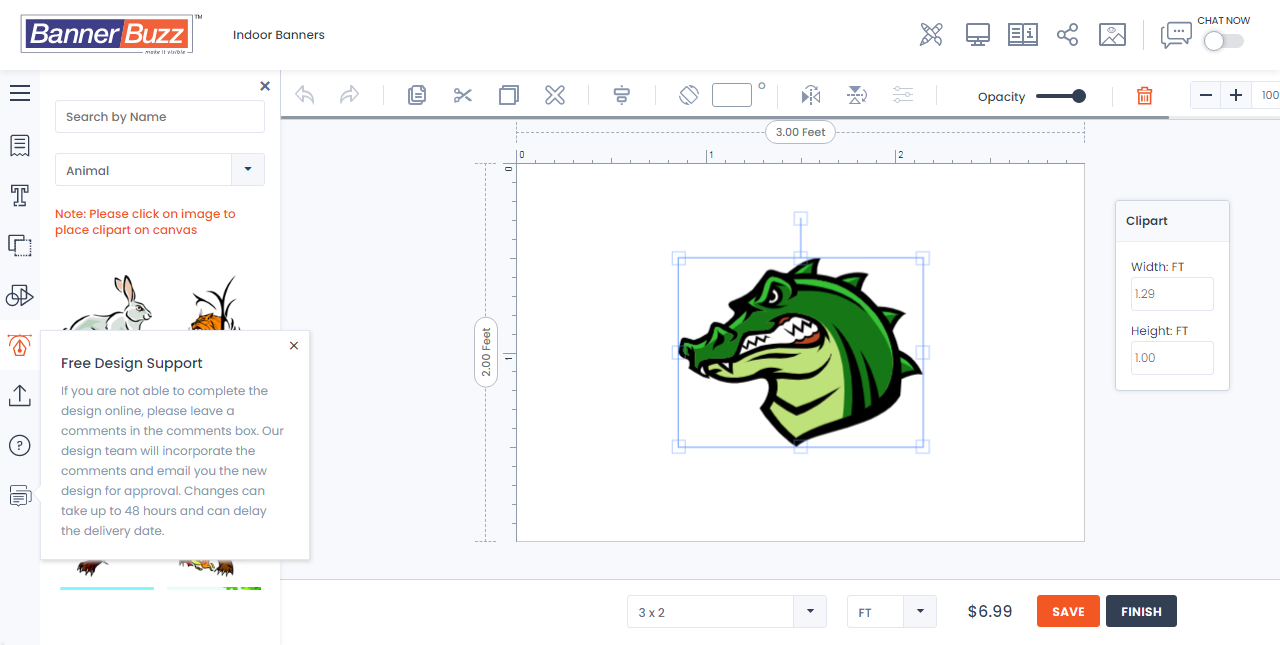 BannerBuzz
TM
make it visible
Indoor Banners
CHAT NOW
Search by Name
Animal
Note: Please click on image to
place clipart on canvas
Opacity
100
3.00 Feet
0
1
2
0
1
2.00 Feet
Clipart
Width: FT
1.29
Height: FT
1.00
Free Design Support
If you are not able to complete the
design online, please leave a
comments in the comments box. Our
design team will incorporate the
comments and email you the new
design for approval. Changes can
take up to 48 hours and can delay
the delivery date.
3 x 2
FT
$6.99
SAVE
FINISH